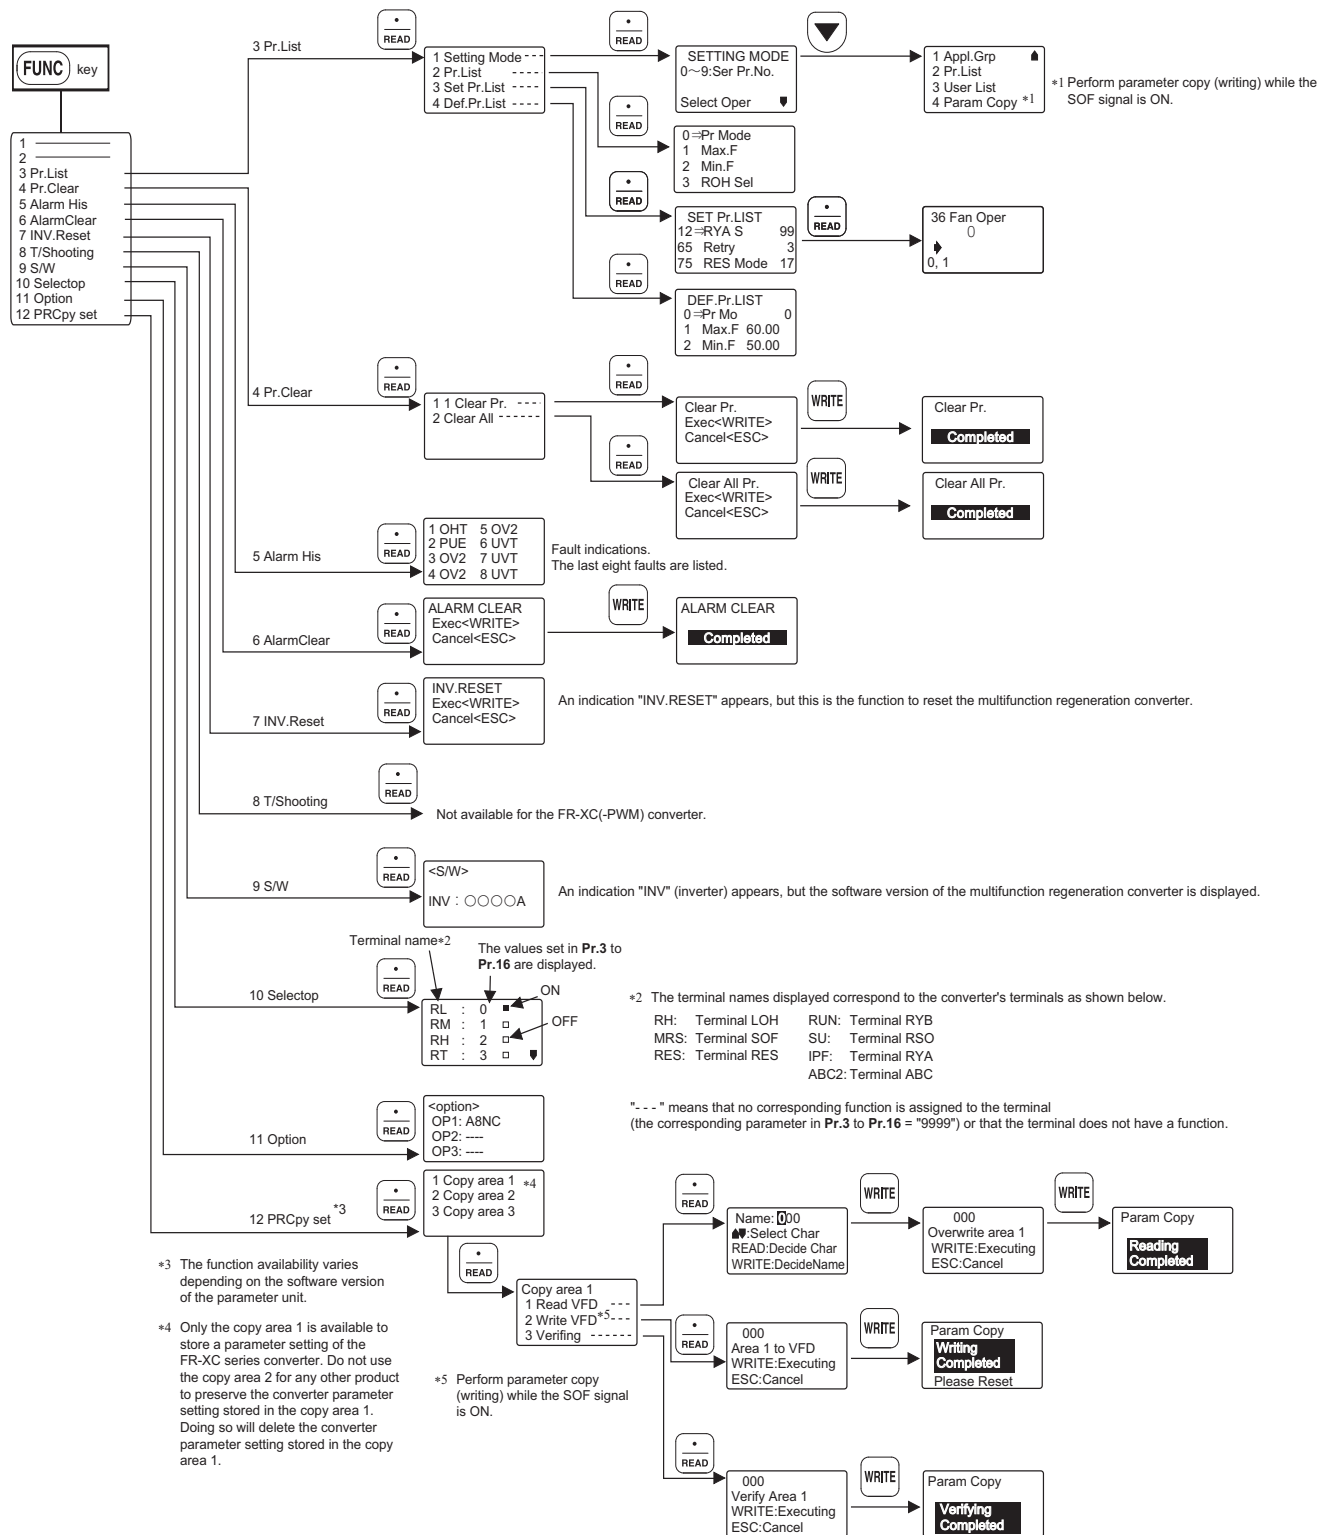 FUNC key
1
2
3 Pr.List
4 Pr.Clear
5 Alarm His
6 AlarmClear
7 INV.Reset
8 T/Shooting
9 S/W
10 Selectop
11 Option
12 PRCpy set
3 Pr.List
READ
1 Setting Mode ---
2 Pr.List ----
3 Set Pr.List ----
4 Def.Pr.List ----
READ
SETTING MODE
0～9:Ser Pr.No.
Select Oper
1 Appl.Grp
2 Pr.List
3 User List
4 Param Copy *1
*1 Perform parameter copy (writing) while the
SOF signal is ON.
READ
0⇒Pr Mode
1 Max.F
2 Min.F
3 ROH Sel
READ
SET Pr.LIST
12⇒RYA S 99
65 Retry 3
75 RES Mode 17
READ
36 Fan Oper
0
0, 1
READ
DEF.Pr.LIST
0⇒Pr Mo 0
1 Max.F 60.00
2 Min.F 50.00
4 Pr.Clear
READ
1 1 Clear Pr. ----
2 Clear All ------
READ
Clear Pr.
Exec<WRITE>
Cancel<ESC>
WRITE
Clear Pr.
Completed
READ
Clear All Pr.
Exec<WRITE>
Cancel<ESC>
WRITE
Clear All Pr.
Completed
5 Alarm His
READ
1 OHT 5 OV2
2 PUE 6 UVT
3 OV2 7 UVT
4 OV2 8 UVT
Fault indications.
The last eight faults are listed.
6 AlarmClear
READ
ALARM CLEAR
Exec<WRITE>
Cancel<ESC>
WRITE
ALARM CLEAR
Completed
7 INV.Reset
READ
INV.RESET
Exec<WRITE>
Cancel<ESC>
An indication "INV.RESET" appears, but this is the function to reset the multifunction regeneration converter.
8 T/Shooting
READ
Not available for the FR-XC(-PWM) converter.
9 S/W
READ
<S/W>
INV : ○○○○A
An indication "INV" (inverter) appears, but the software version of the multifunction regeneration converter is displayed.
Terminal name*2
The values set in Pr.3 to
Pr.16 are displayed.
10 Selectop
READ
RL : 0 ■
RM : 1 □
RH : 2 □
RT : 3 □
ON
OFF
*2 The terminal names displayed correspond to the converter's terminals as shown below.
RH: Terminal LOH RUN: Terminal RYB
MRS: Terminal SOF SU: Terminal RSO
RES: Terminal RES IPF: Terminal RYA
ABC2: Terminal ABC
"- - - " means that no corresponding function is assigned to the terminal
(the corresponding parameter in Pr.3 to Pr.16 = "9999") or that the terminal does not have a function.
11 Option
READ
<option>
OP1: A8NC
OP2: ----
OP3: ----
12 PRCpy set *3
READ
1 Copy area 1 *4
2 Copy area 2
3 Copy area 3
READ
Copy area 1
1 Read VFD ---
2 Write VFD*5---
3 Verifing ------
READ
Name: 000
:Select Char
READ:Decide Char
WRITE:DecideName
WRITE
000
Overwrite area 1
WRITE:Executing
ESC:Cancel
WRITE
Param Copy
Reading
Completed
READ
000
Area 1 to VFD
WRITE:Executing
ESC:Cancel
WRITE
Param Copy
Writing
Completed
Please Reset
READ
000
Verify Area 1
WRITE:Executing
ESC:Cancel
WRITE
Param Copy
Verifying
Completed
*3 The function availability varies
depending on the software version
of the parameter unit.
*4 Only the copy area 1 is available to
store a parameter setting of the
FR-XC series converter. Do not use
the copy area 2 for any other product
to preserve the converter parameter
setting stored in the copy area 1.
Doing so will delete the converter
parameter setting stored in the copy
area 1.
*5 Perform parameter copy
(writing) while the SOF signal
is ON.